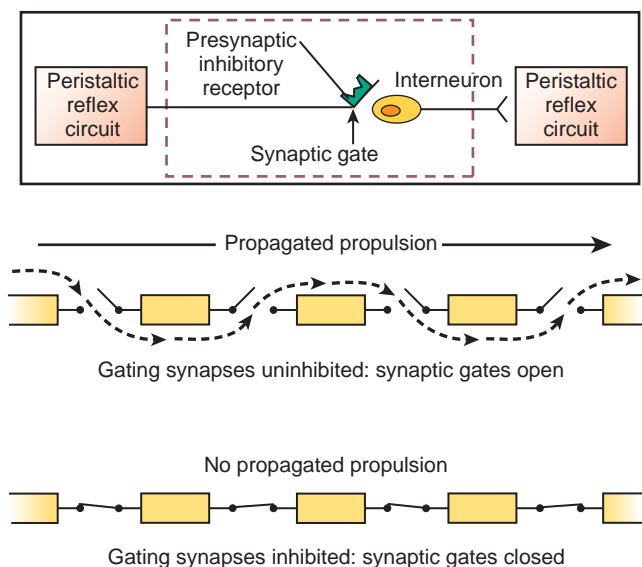 Presynaptic
inhibitory
receptor
Peristaltic
reflex
circuit
Interneuron
Peristaltic
reflex
circuit
Synaptic gate
Propagated propulsion
Gating synapses uninhibited: synaptic gates open
No propagated propulsion
Gating synapses inhibited: synaptic gates closed